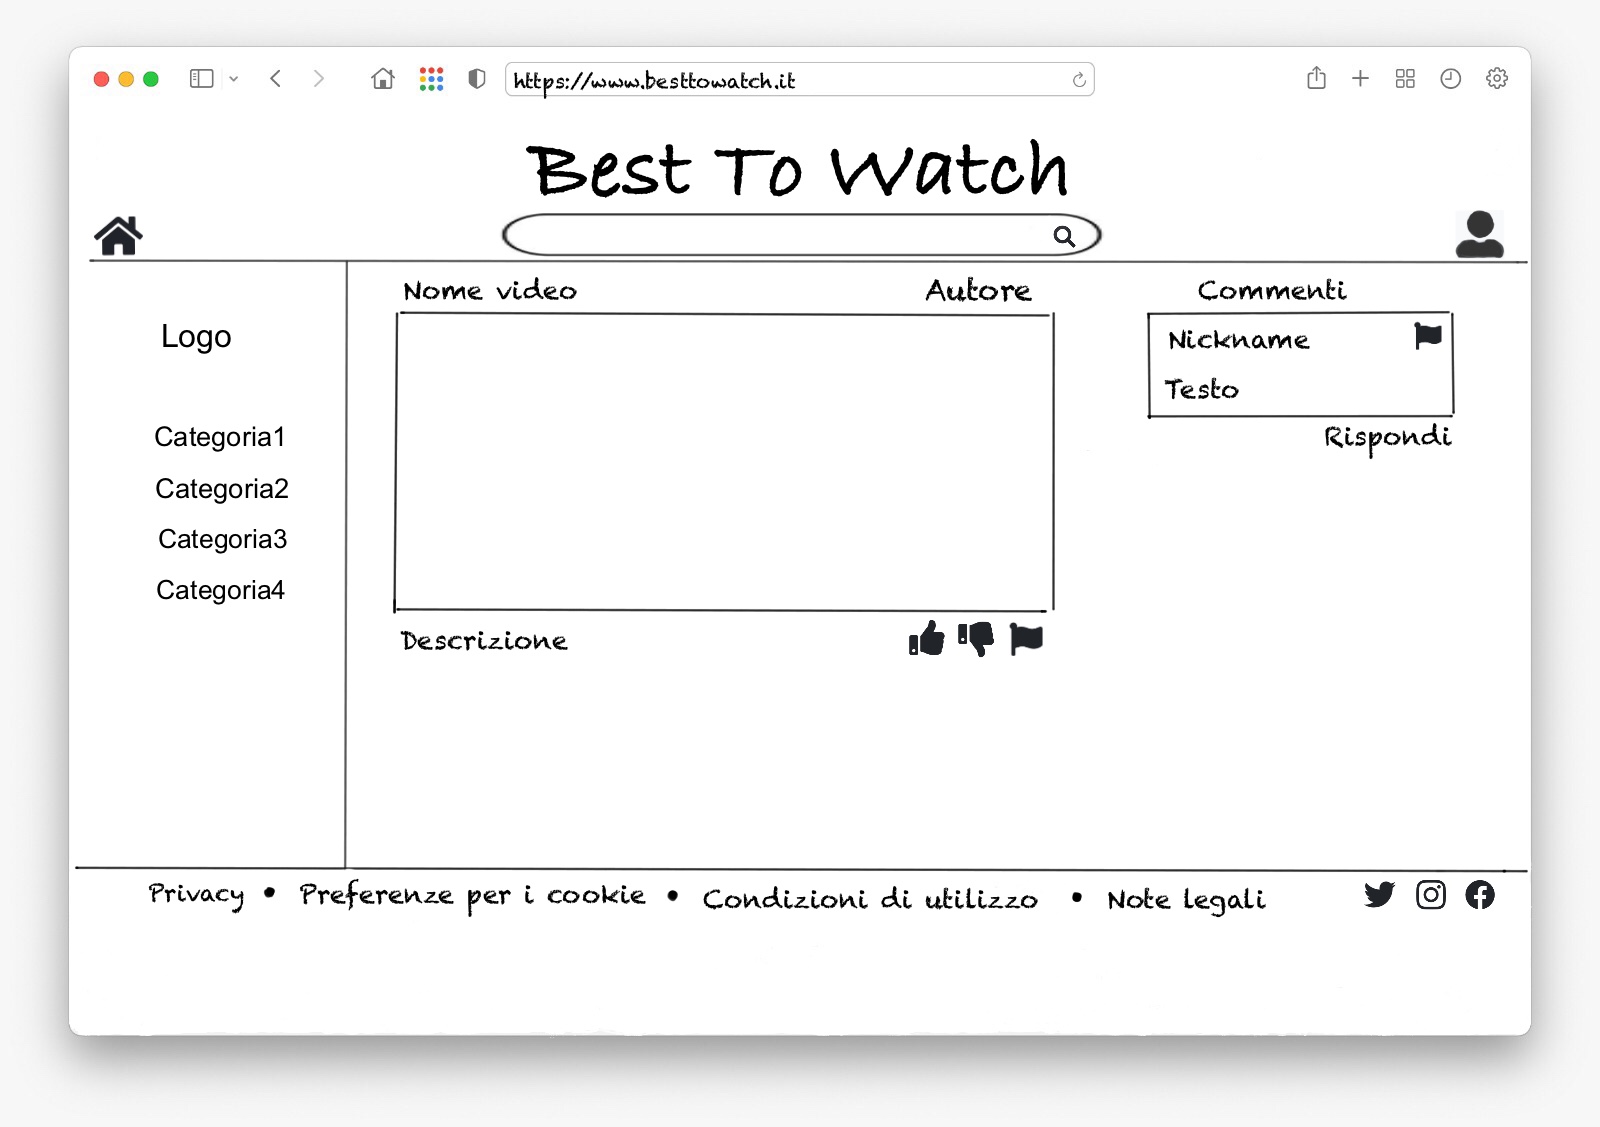 https://www.besttowatch.it
Best To Watch
Logo
Categoria1
Categoria2
Categoria3
Categoria4
Nome video
Autore
Descrizione
Commenti
Nickname
Testo
Rispondi
Privacy • Preferenze per i cookie • Condizioni di utilizzo • Note legali